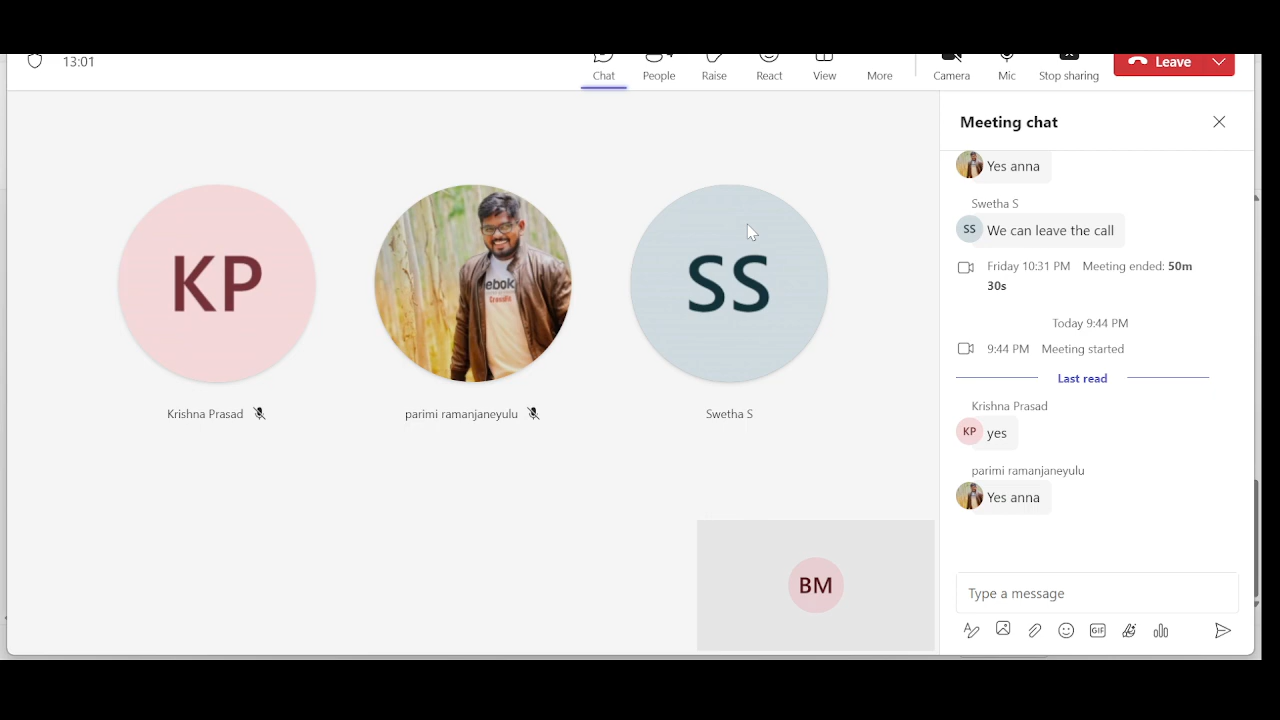 13:01
Chat
People
Raise
React
View
More
Camera
Mic
Stop sharing
Leave
Meeting chat
Yes anna
Swetha S
SS We can leave the call
Friday 10:31 PM Meeting ended: 50m
30s
Today 9:44 PM
9:44 PM Meeting started
Last read
Krishna Prasad
KP yes
parimi ramanjaneyulu
Yes anna
Type a message
GIF
KP
ebok
SS
Krishna Prasad
parimi ramanjaneyulu
Swetha S
BM